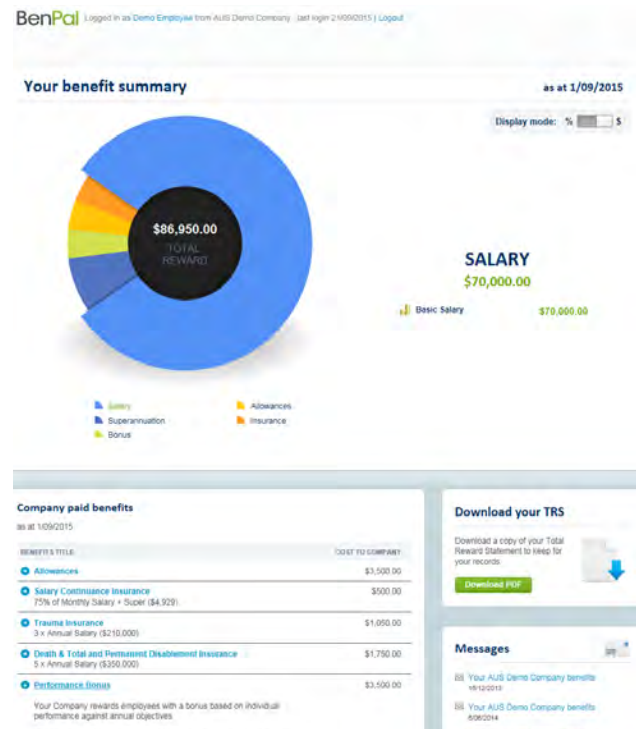 BenPal Logged in as Demo Employee from AUS Demo Company last login 21/09/2015 | Logout
Your benefit summary
as at 1/09/2015
Display mode: % $
$86,950.00
TOTAL
REWARD
SALARY
$70,000.00
Basic Salary $70,000.00
Salary
Allowances
Superannuation
Insurance
Bonus
Company paid benefits
as at 1/09/2015
BENEFITS TITLE COST TO COMPANY
Allowances $3,500.00
Salary Continuance Insurance $500.00
75% of Monthly Salary + Super ($4,929)
Trauma Insurance $1,050.00
3 x Annual Salary ($210,000)
Death & Total and Permanent Disablement Insurance $1,750.00
5 x Annual Salary ($350,000)
Performance Bonus $3,500.00
Your Company rewards employees with a bonus based on individual
performance against annual objectives
Download your TRS
Download a copy of your Total
Reward Statement to keep for
your records
Download PDF
Messages
Your AUS Demo Company benefits
16/12/2013
Your AUS Demo Company benefits
6/06/2014